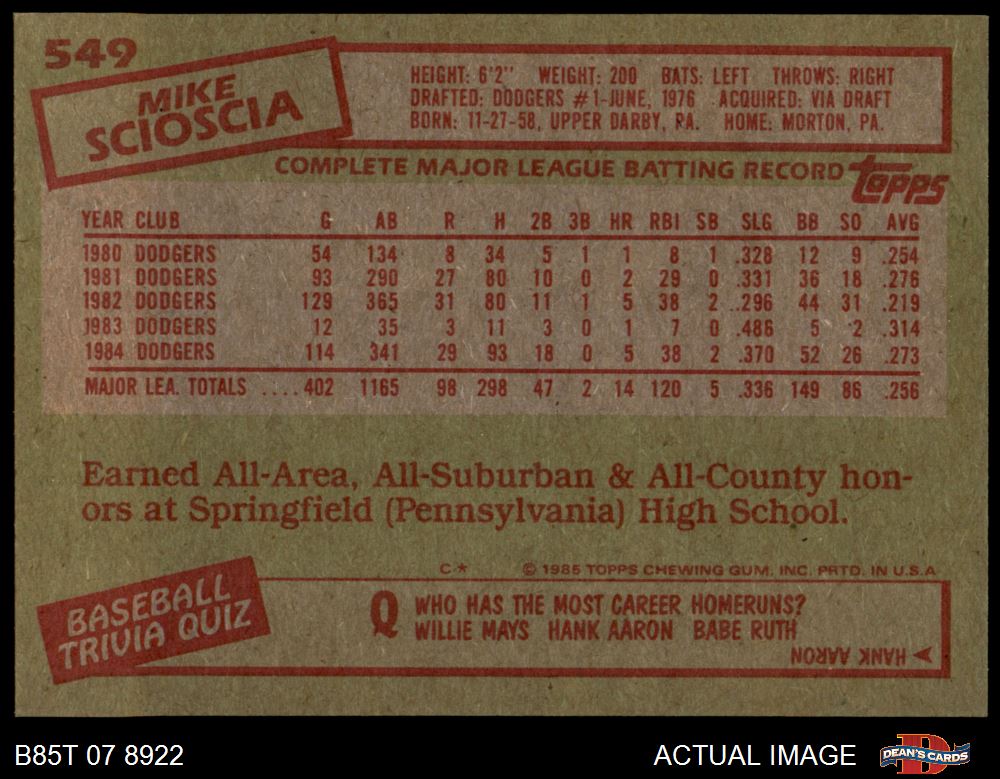 549
MIKE
SCIOSCIA
HEIGHT: 6'2" WEIGHT: 200 BATS: LEFT THROWS: RIGHT
DRAFTED: DODGERS #1-JUNE, 1976 ACQUIRED: VIA DRAFT
BORN: 11-27-58, UPPER DARBY, PA. HOME: MORTON, PA.
COMPLETE MAJOR LEAGUE BATTING RECORD Topps
YEAR CLUB G AB R H 2B 3B HR RBI SB SLG BB SO AVG
1980 DODGERS 54 134 8 34 5 1 1 8 1 .328 12 9 .254
1981 DODGERS 93 290 27 80 10 0 2 29 0 .331 36 18 .276
1982 DODGERS 129 365 31 80 11 1 5 38 2 .296 44 31 .219
1983 DODGERS 12 35 3 11 3 0 1 7 0 .486 5 2 .314
1984 DODGERS 114 341 29 93 18 0 5 38 2 .370 52 26 .273
MAJOR LEA. TOTALS ....402 1165 98 298 47 2 14 120 5 .336 149 86 .256
Earned All-Area, All-Suburban & All-County hon-
ors at Springfield (Pennsylvania) High School.
C* © 1985 TOPPS CHEWING GUM, INC. PRTD. IN U.S.A
BASEBALL
TRIVIA QUIZ
Q WHO HAS THE MOST CAREER HOMERUNS?
WILLIE MAYS HANK AARON BABE RUTH
HANK AARON
B85T 07 8922 ACTUAL IMAGE DEAN'S CARDS